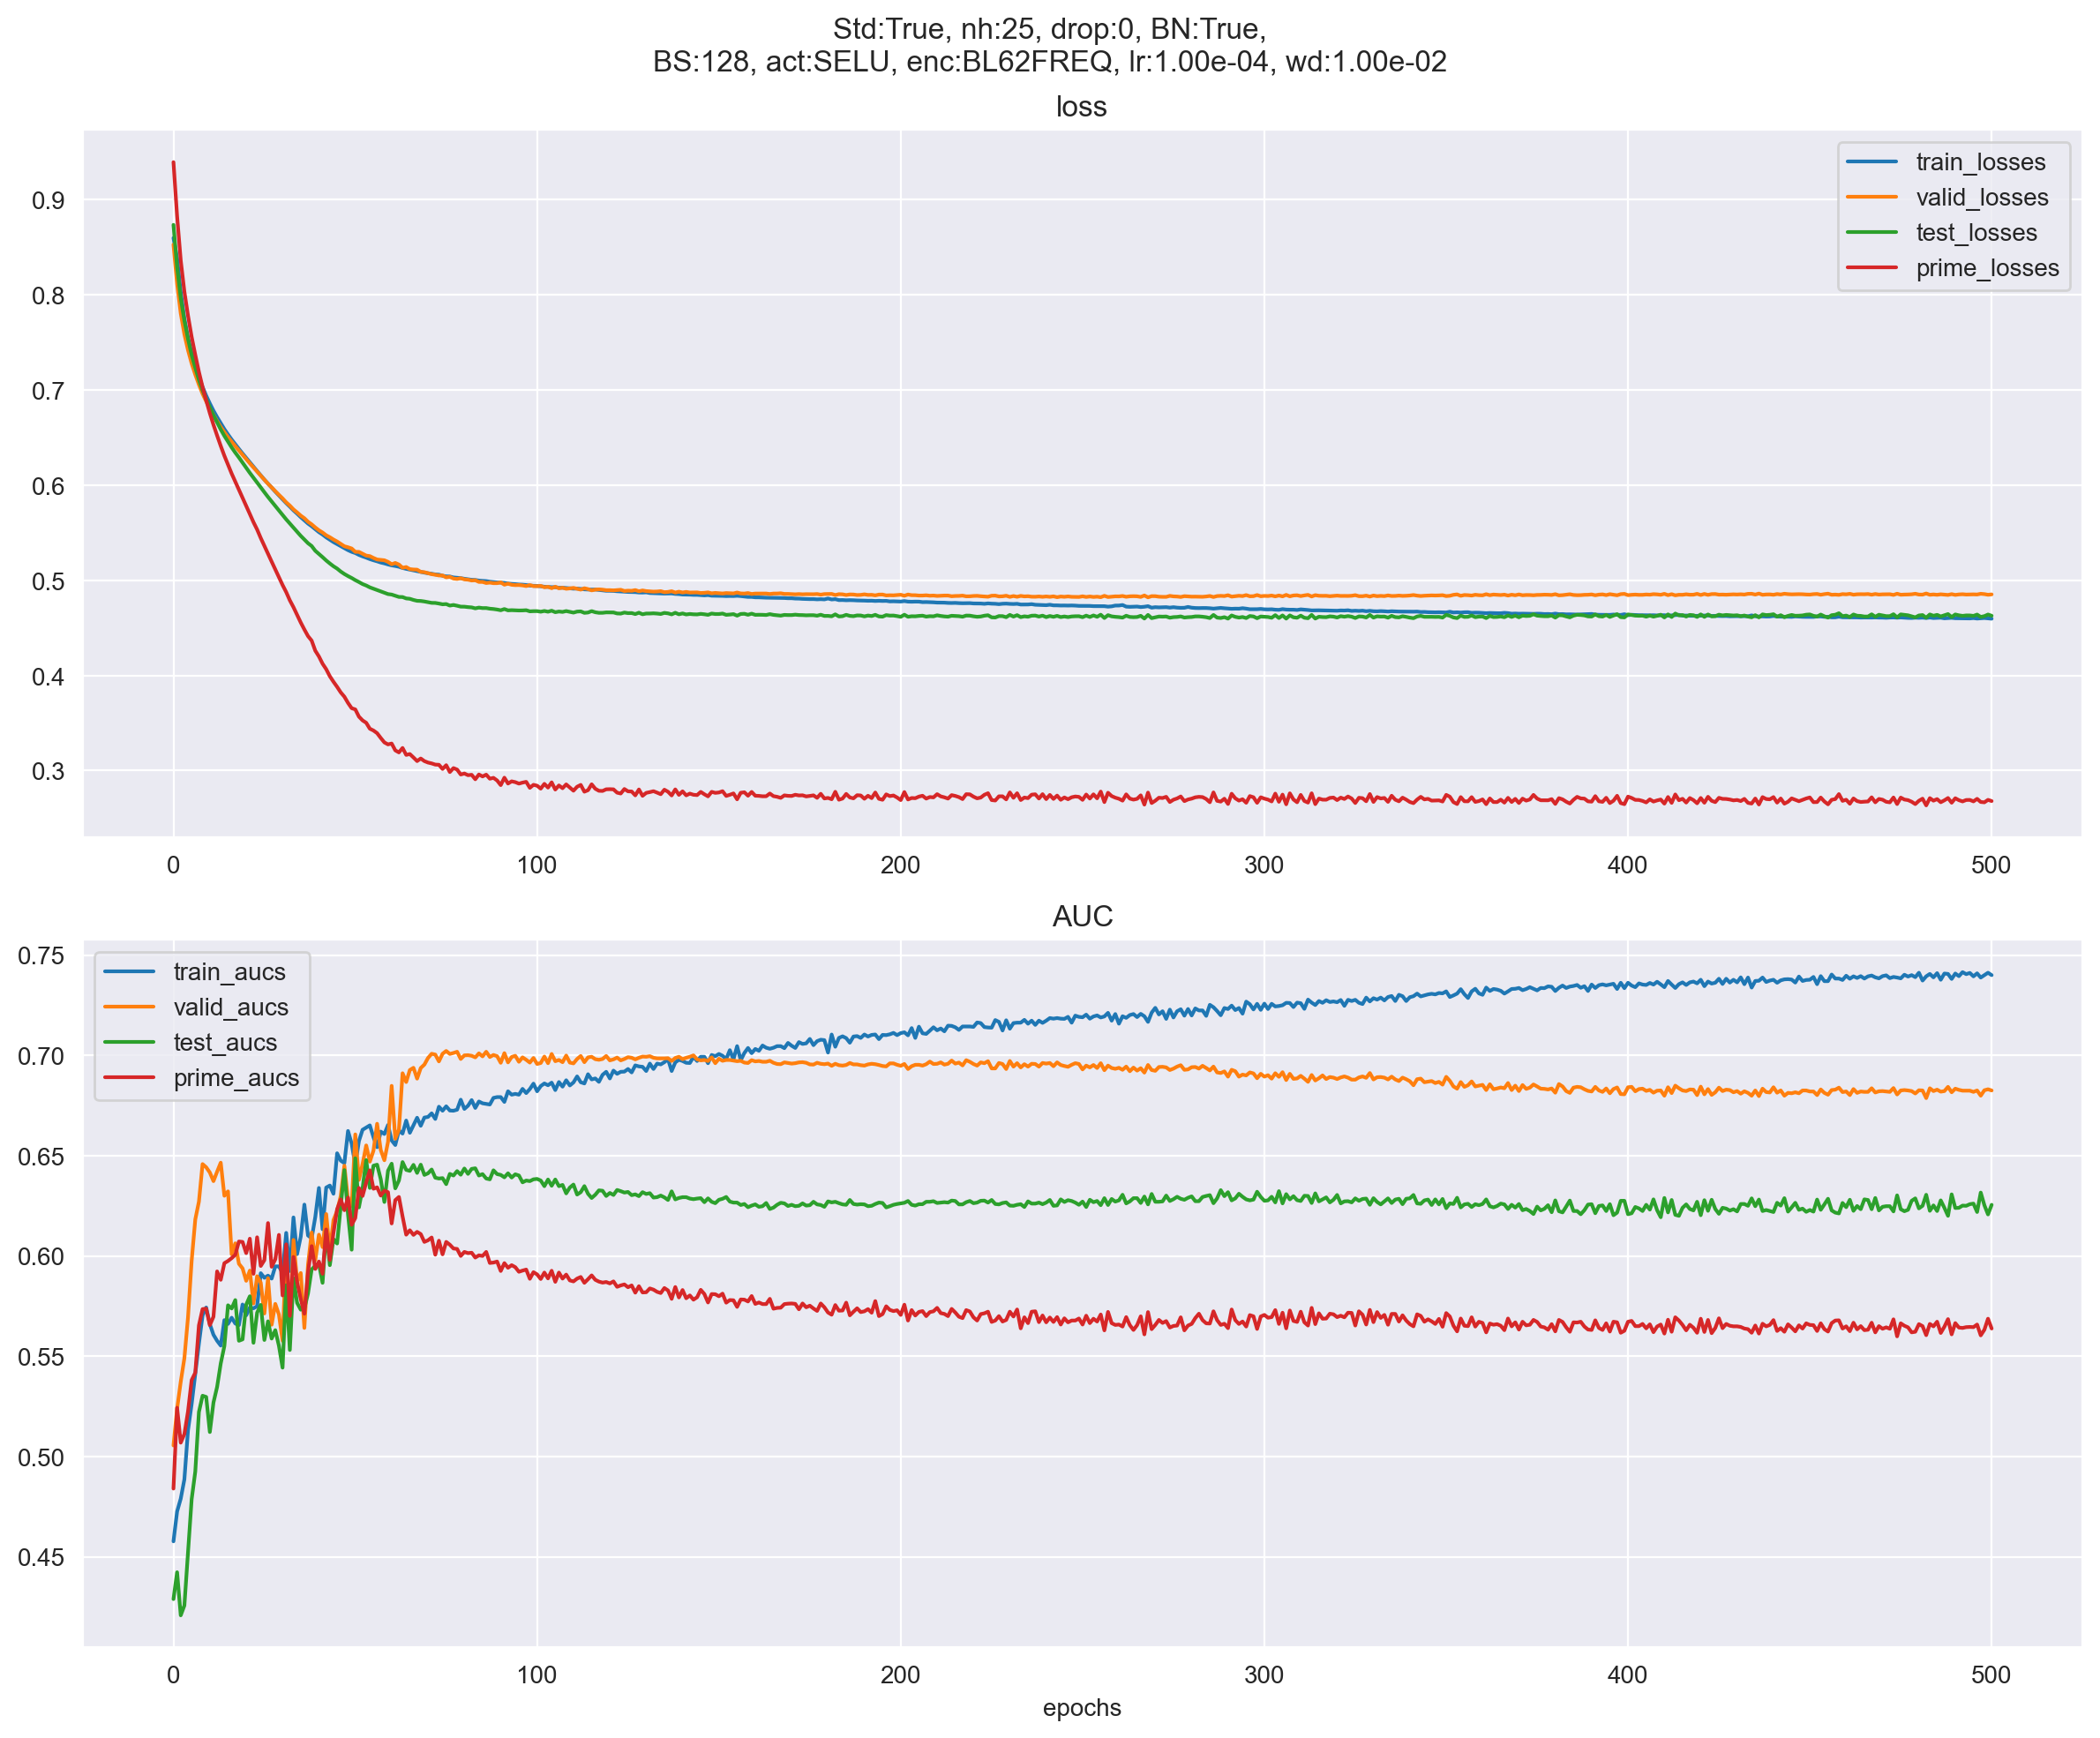 Std:True, nh:25, drop:0, BN:True,
BS:128, act:SELU, enc:BL62FREQ, lr:1.00e-04, wd:1.00e-02
loss
train_losses
valid_losses
test_losses
prime_losses
0.9
0.8
0.7
0.6
0.5
0.4
0.3
0 100 200 300 400 500
AUC
train_aucs
valid_aucs
test_aucs
prime_aucs
0.75
0.70
0.65
0.60
0.55
0.50
0.45
0 100 200 300 400 500
epochs